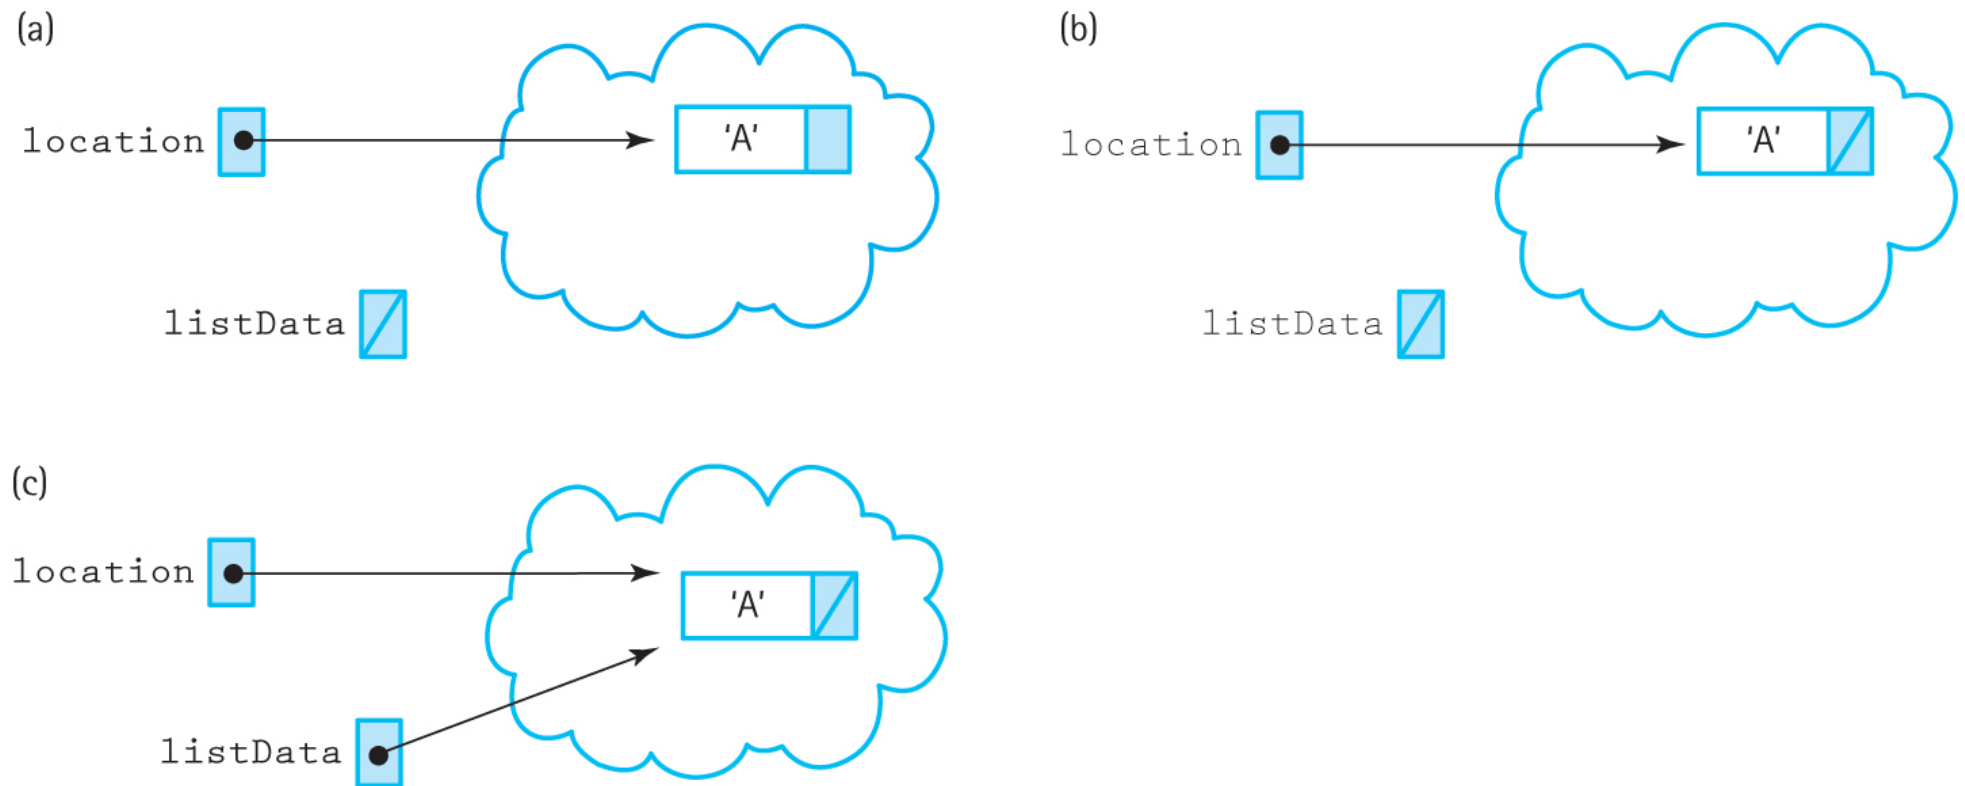 (a)
location
'A'
listData
(b)
location
'A'
listData
(c)
location
'A'
listData